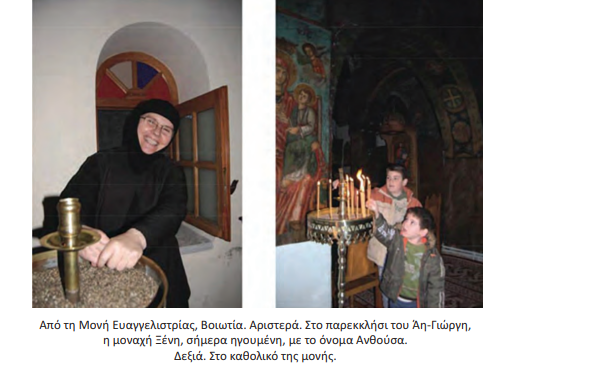 Από τη Μονή Ευαγγελιστρίας, Βοιωτία. Αριστερά. Στο παρεκκλήσι του Άη-Γιώργη,
η μοναχή Ξένη, σήμερα ηγουμένη, με το όνομα Ανθούσα.
Δεξιά. Στο καθολικό της μονής.